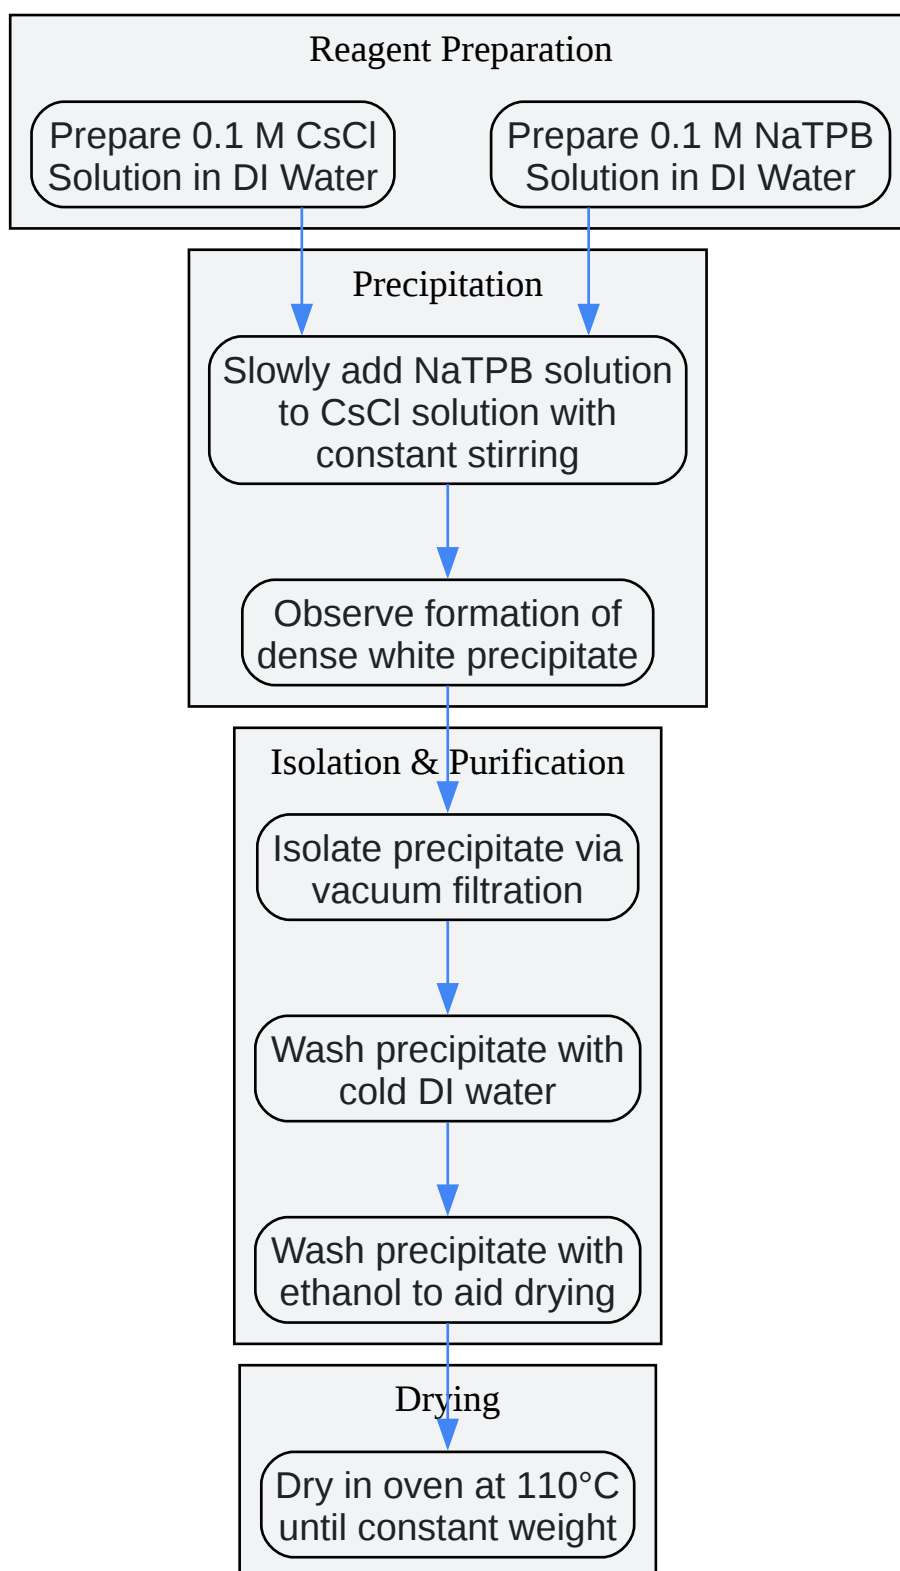 Reagent Preparation
Prepare 0.1 M CsCl
Solution in DI Water
Prepare 0.1 M NaTPB
Solution in DI Water
Precipitation
Slowly add NaTPB solution
to CsCl solution with
constant stirring
Observe formation of
dense white precipitate
Isolation & Purification
Isolate precipitate via
vacuum filtration
Wash precipitate with
cold DI water
Wash precipitate with
ethanol to aid drying
Drying
Dry in oven at 110°C
until constant weight